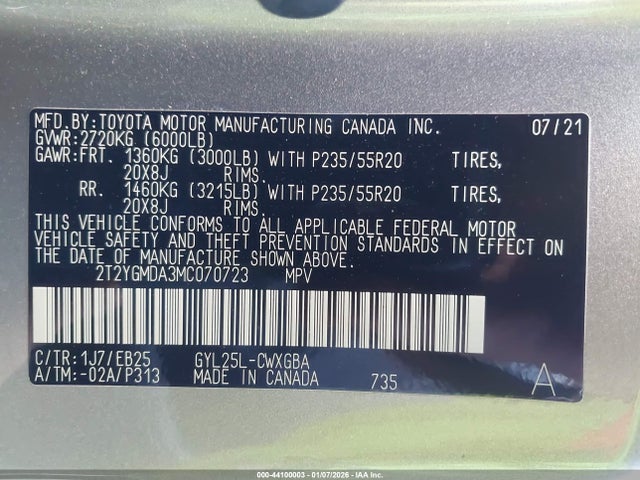 MFD.BY:TOYOTA MOTOR MANUFACTURING CANADA INC. 07/21
GVWR:2720KG (6000LB)
GAWR:FRT. 1360KG (3000LB) WITH P235/55R20 TIRES,
20X8J RIMS.
RR. 1460KG (3215LB) WITH P235/55R20 TIRES,
20X8J RIMS.
THIS VEHICLE CONFORMS TO ALL APPLICABLE FEDERAL MOTOR
VEHICLE SAFETY AND THEFT PREVENTION STANDARDS IN EFFECT ON
THE DATE OF MANUFACTURE SHOWN ABOVE.
2T2YGMDA3MC070723 MPV
C/TR:1J7/EB25 GYL25L-CWXGBA
A/TM:-02A/P313 MADE IN CANADA 735 A
000-44100003 — 01/07/2026 — IAA Inc.